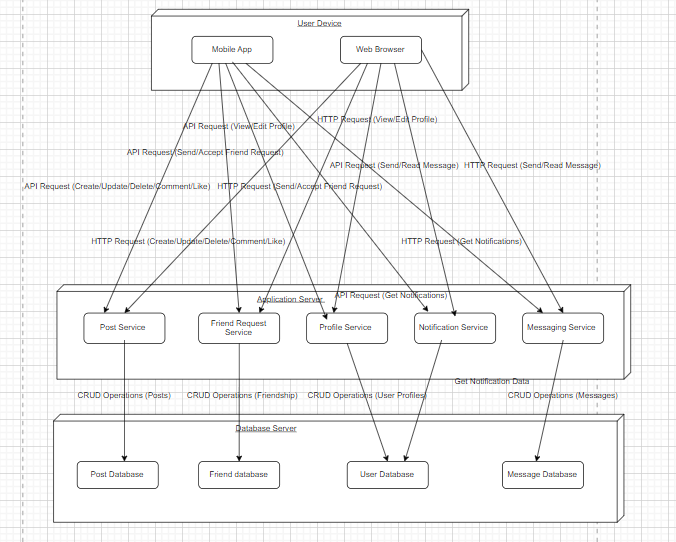 User Device
Mobile App
Web Browser
HTTP Request (View/Edit Profile)
API Request (View/Edit Profile)
API Request (Send/Accept Friend Request)
API Request (Send/Read Message)
HTTP Request (Send/Read Message)
API Request (Create/Update/Delete/Comment/Like)
HTTP Request (Send/Accept Friend Request)
HTTP Request (Create/Update/Delete/Comment/Like)
HTTP Request (Get Notifications)
API Request (Get Notifications)
Application Server
Post Service
Friend Request
Service
Profile Service
Notification Service
Messaging Service
Get Notification Data
CRUD Operations (Posts)
CRUD Operations (Friendship)
CRUD Operations (User Profiles)
CRUD Operations (Messages)
Database Server
Post Database
Friend database
User Database
Message Database